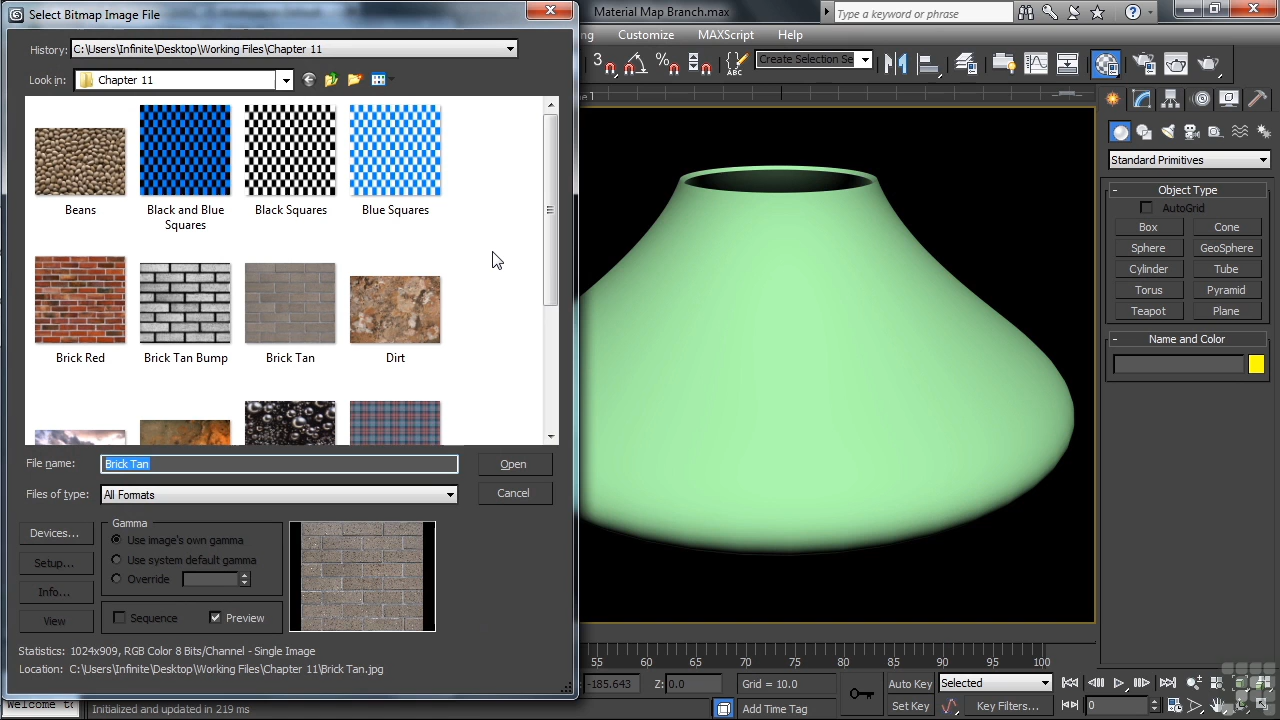 Select Bitmap Image File
Material Map Branch.max
Type a keyword or phrase
History: C:\Users\Infinite\Desktop\Working Files\Chapter 11
Customize MAXScript Help
Look in: Chapter 11
Create Selection Se
Beans
Black and Blue
Squares
Black Squares
Blue Squares
Brick Red
Brick Tan Bump
Brick Tan
Dirt
File name: Brick Tan
Open
Files of type: All Formats
Cancel
Devices...
Setup...
Info...
View
Gamma
Use image's own gamma
Use system default gamma
Override
Sequence
Preview
Statistics: 1024x909, RGB Color 8 Bits/Channel - Single Image
Location: C:\Users\Infinite\Desktop\Working Files\Chapter 11\Brick Tan.jpg
Standard Primitives
- Object Type
AutoGrid
Box Cone
Sphere GeoSphere
Cylinder Tube
Torus Pyramid
Teapot Plane
- Name and Color
55 60 65 70 75 80 85 90 95 100
-185.643 Z: 0.0 Grid = 10.0 Auto Key Selected
Add Time Tag Set Key Key Filters... 0
Welcome to
Initialized and updated in 219 ms